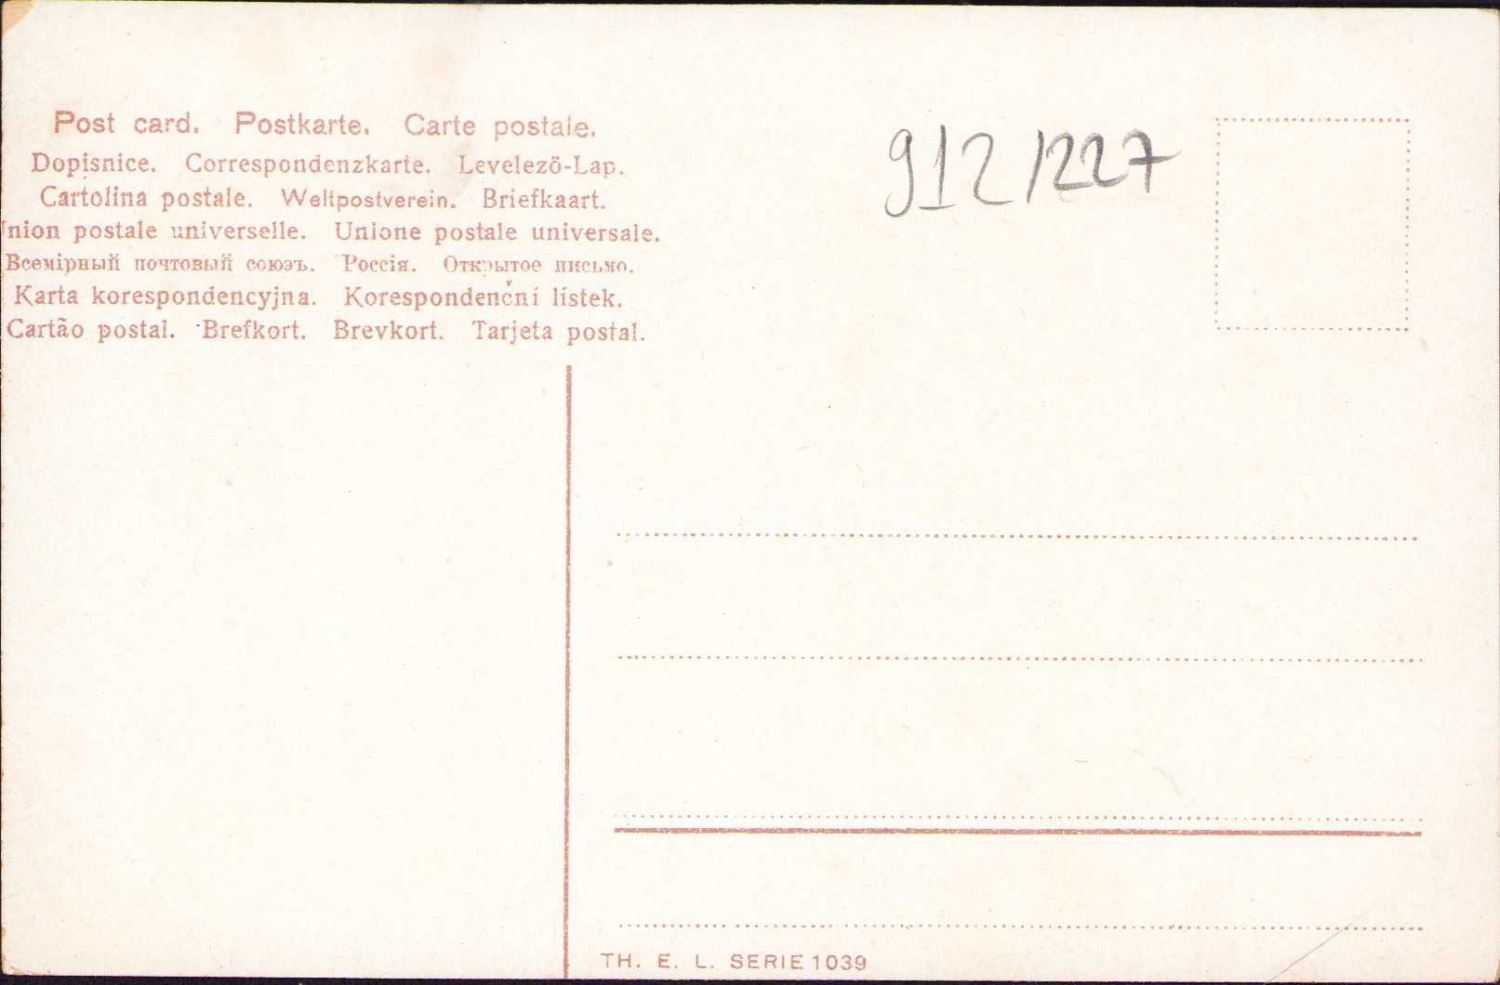 Post card. Postkarte. Carte postale.
Dopisnice. Correspondenzkarte. Levelező-Lap.
Cartolina postale. Weltpostverein. Briefkaart.
nion postale universelle. Unione postale universale.
Всемірный почтовый союзъ. Россія. Открытое письмо.
Karta korespondencyjna. Korespondenční lístek.
Cartão postal. Brefkort. Brevkort. Tarjeta postal.
912/227
TH. E. L. SERIE 1039